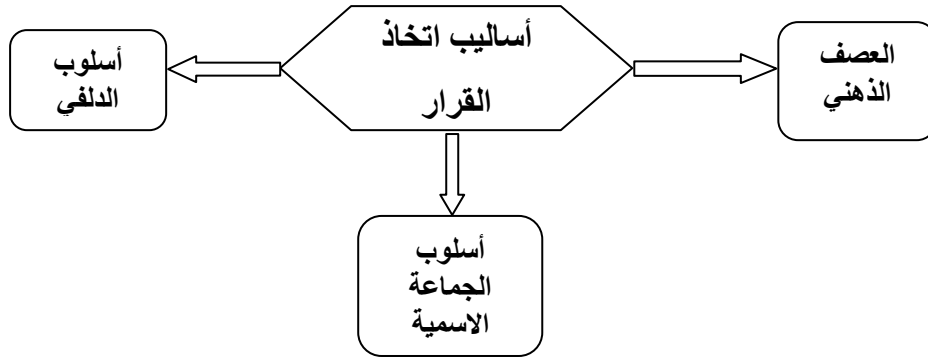 أساليب اتخاذ
القرار
العصف
الذهني
أسلوب
الدلفي
أسلوب
الجماعة
الاسمية